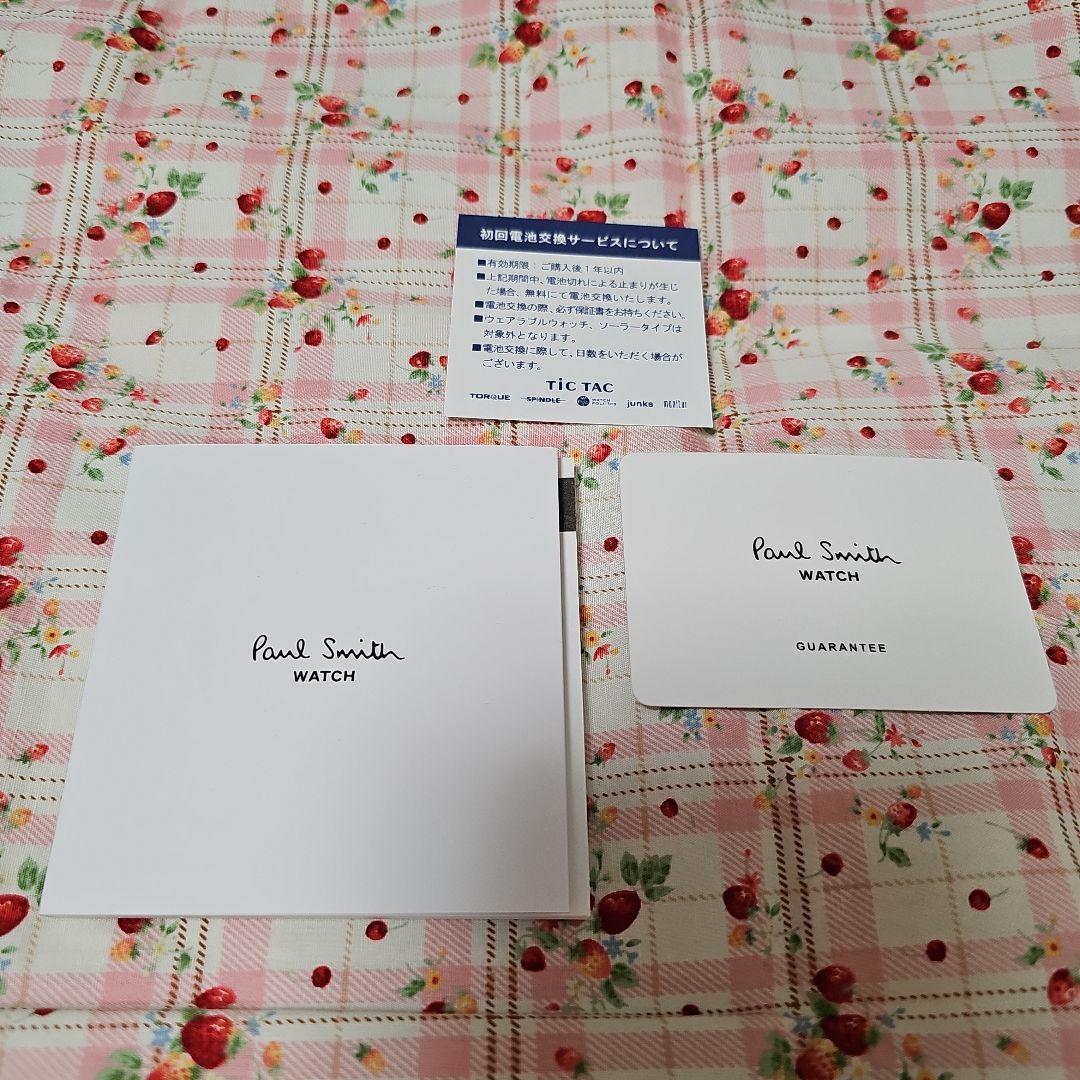 初回電池交換サービスについて
■有効期限：ご購入後1年以内
■上記期間中、電池切れによる止まりが生じ
た場合、無料にて電池交換いたします。
■電池交換の際、必ず保証書をお持ちください。
■ウェアラブルウォッチ、ソーラータイプは
対象外となります。
■電池交換に際して、日数をいただく場合が
ございます。
TiC TAC
TORQUE SPINDLE junks
Paul Smith
WATCH
Paul Smith
WATCH
GUARANTEE